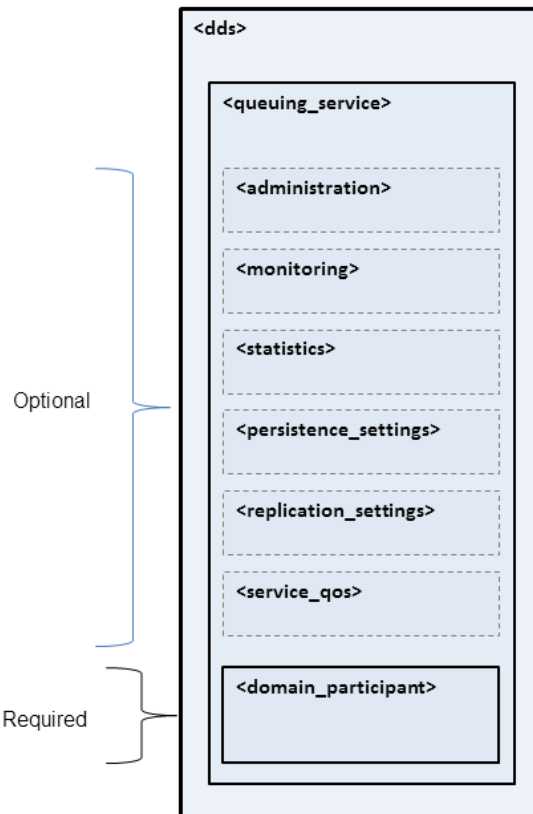 <dds>
<queuing_service>
<administration>
<monitoring>
<statistics>
Optional
<persistence_settings>
<replication_settings>
<service_qos>
<domain_participant>
Required